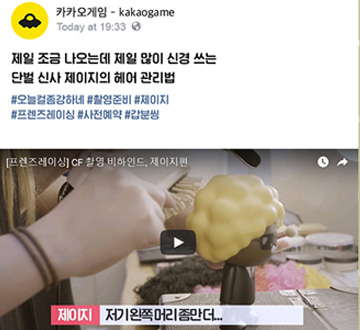 카카오게임 - kakaogame
Today at 19:33
제일 조금 나오는데 제일 많이 신경 쓰는
단벌 신사 제이지의 헤어 관리법
#오늘컬종강하네 #촬영준비 #제이지
#프렌즈레이싱 #사전예약 #갑분씽
[프렌즈레이싱] CF 촬영 비하인드, 제이지편
제이지 저기 왼쪽 머리 좀만 더...